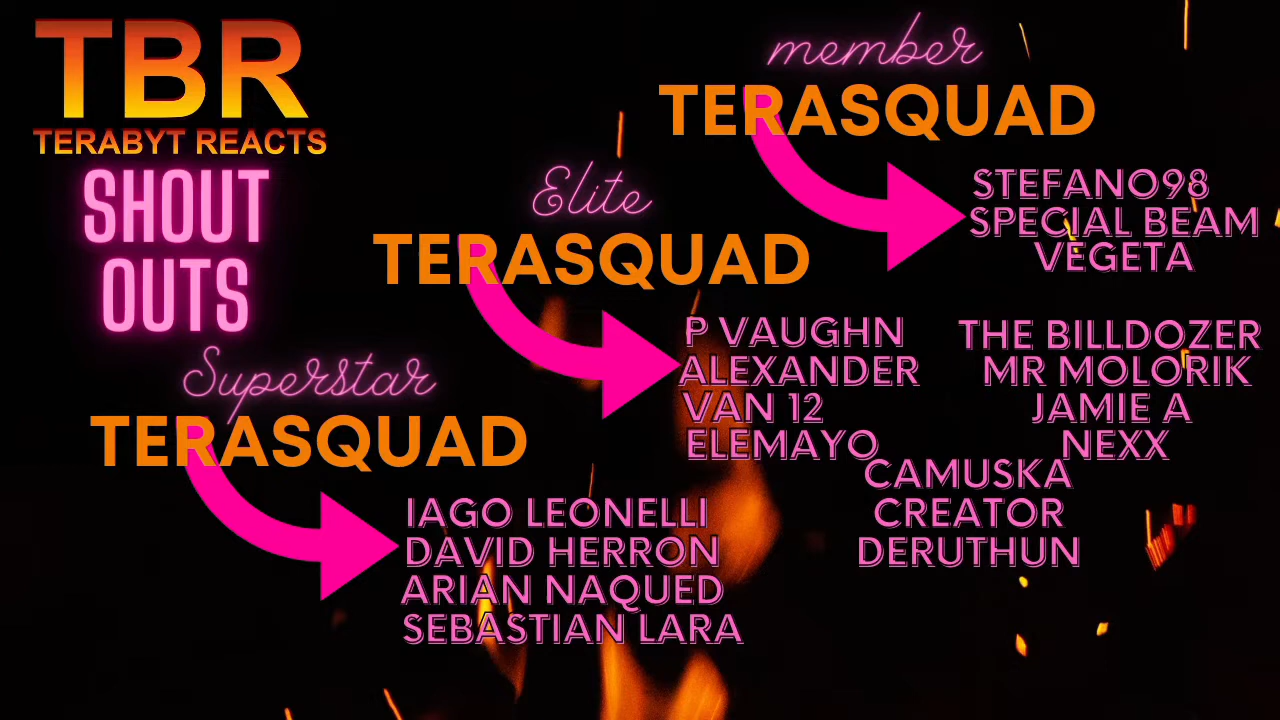 TBR
TERABYT REACTS
SHOUT
OUTS
member
TERASQUAD
STEFANO98
SPECIAL BEAM
VEGETA
Elite
TERASQUAD
P VAUGHN
ALEXANDER
VAN 12
ELEMAYO
THE BILLDOZER
MR MOLORIK
JAMIE A
NEXX
CAMUSKA
CREATOR
DERUTHUN
Superstar
TERASQUAD
IAGO LEONELLI
DAVID HERRON
ARIAN NAQUED
SEBASTIAN LARA